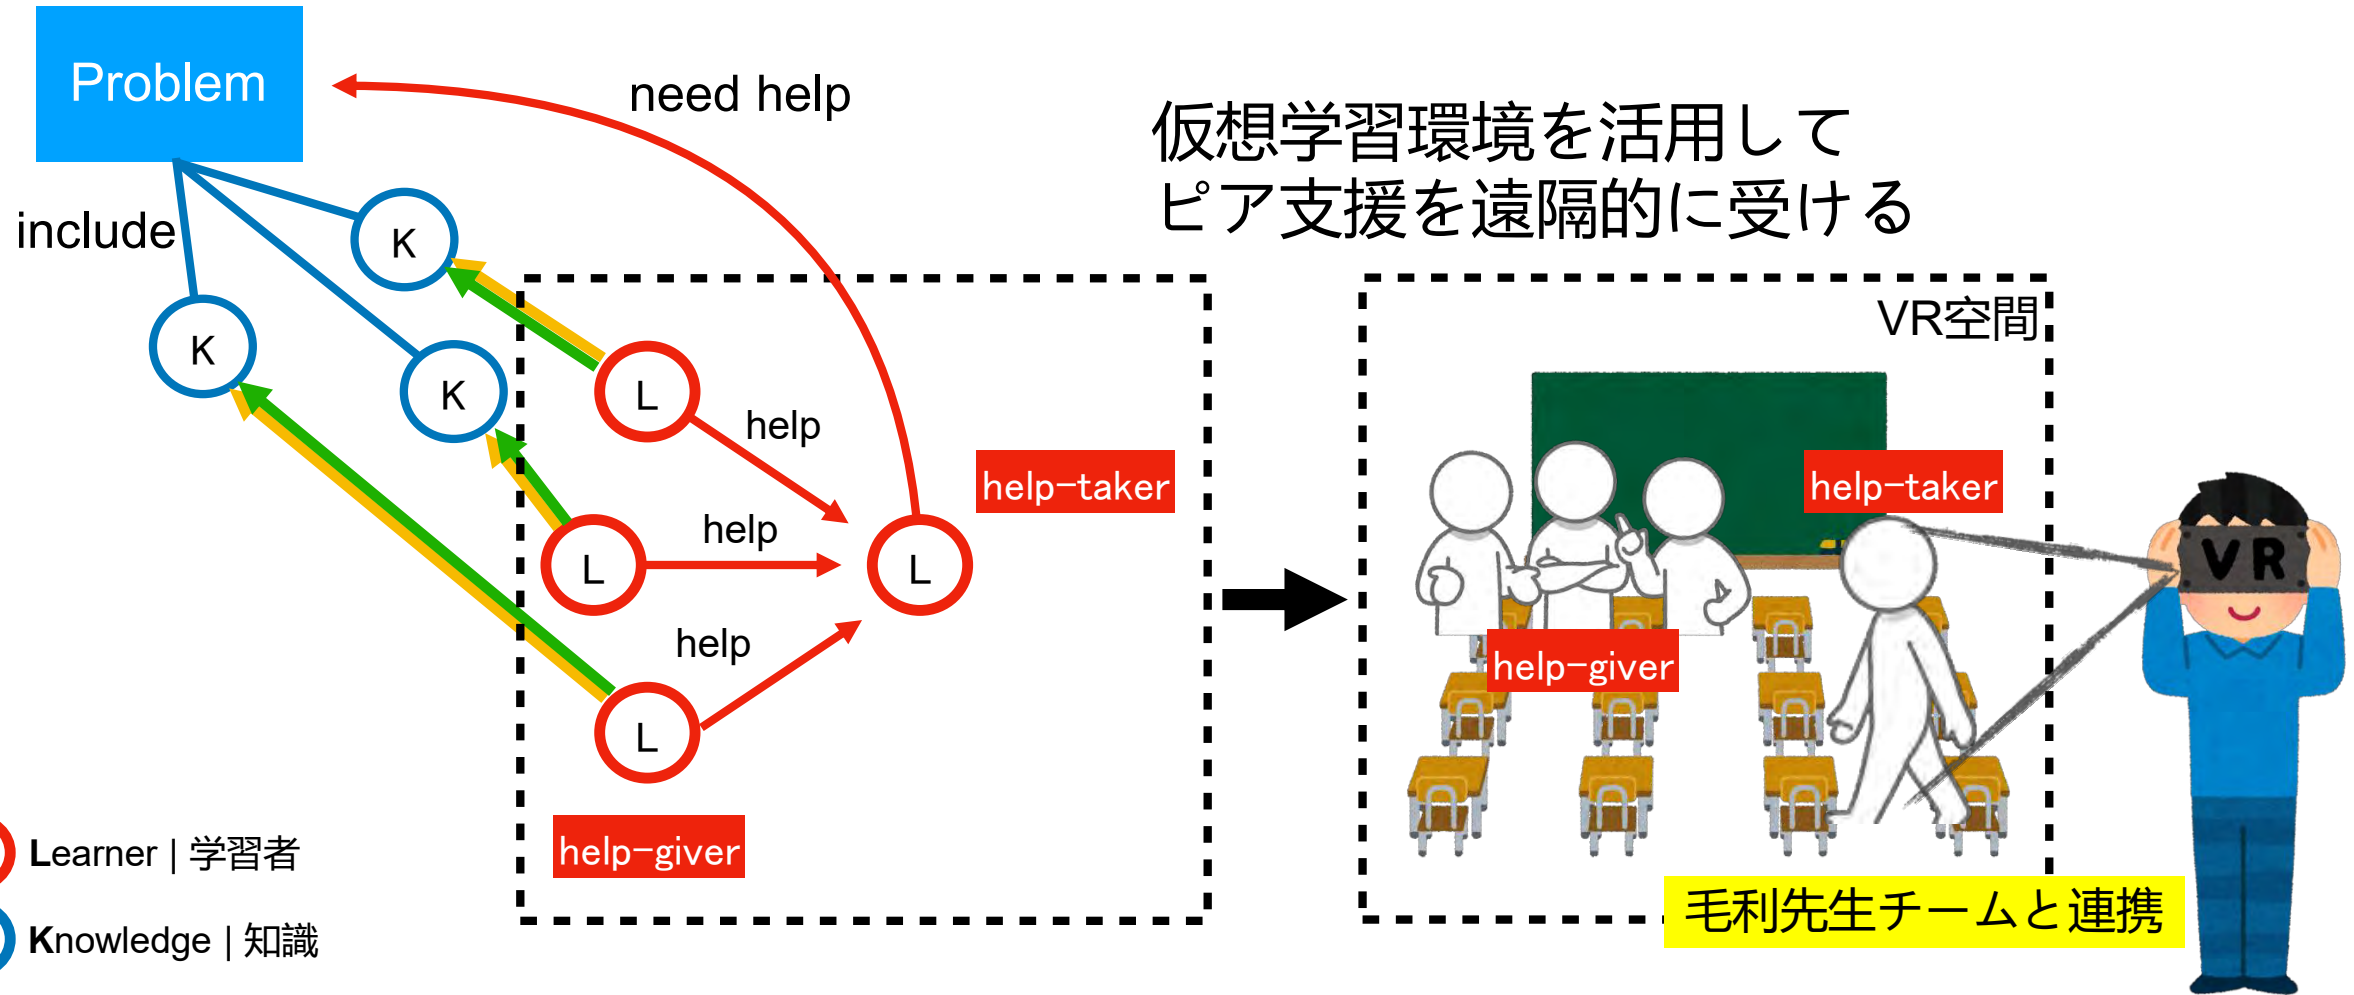 Problem
need help
仮想学習環境を活用して
ピア支援を遠隔的に受ける
include
K
K
K
VR空間
L
help
help-taker
help-taker
help
L
L
VR
help
help-giver
L
help-giver
Learner | 学習者
毛利先生チームと連携
Knowledge | 知識